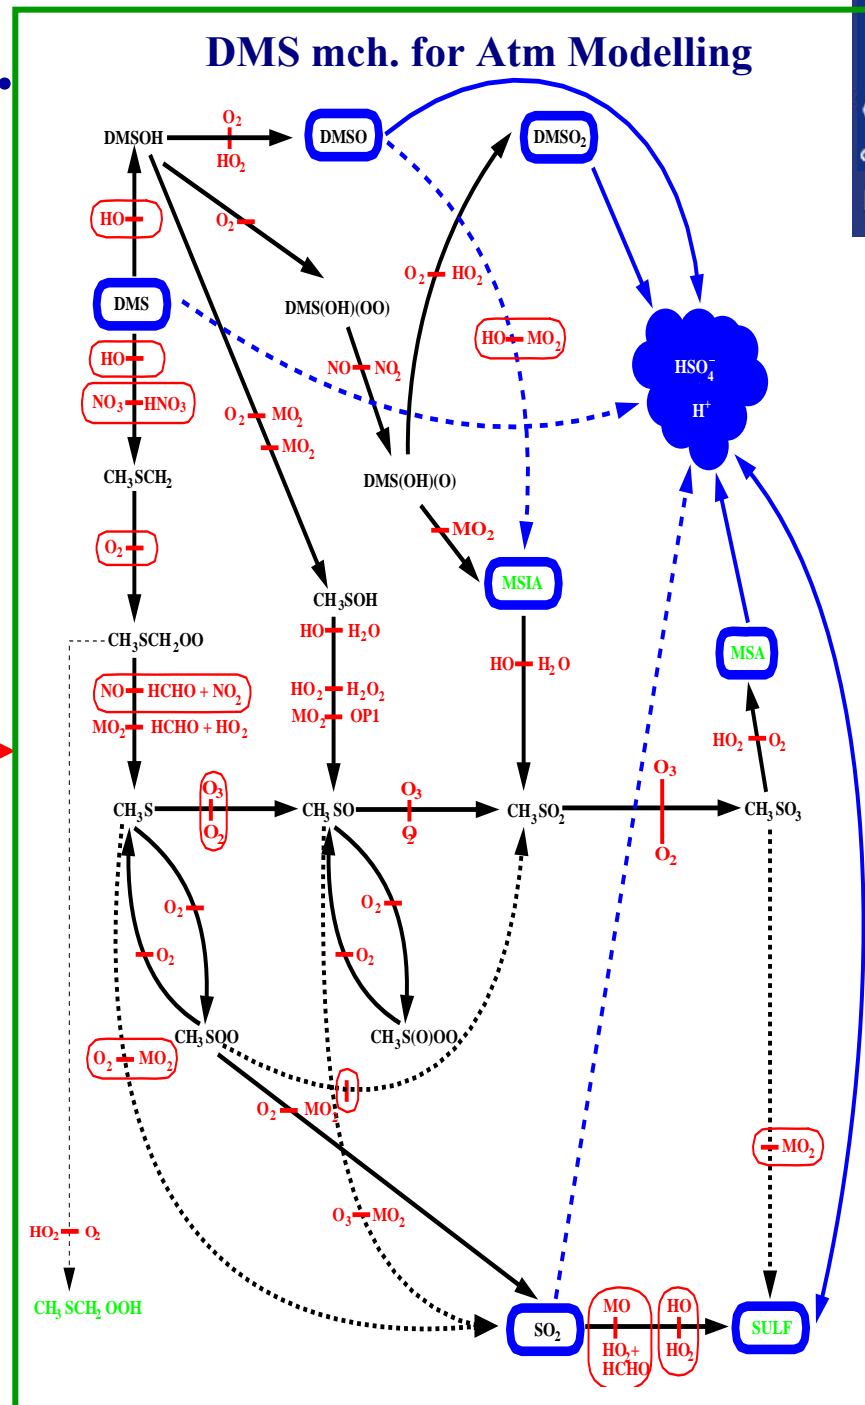 DMS mch. for Atm Modelling
O2
DMSOH
DMSO
DMSO2
HO2
HO
O2
O2 HO2
DMS
DMS(OH)(OO)
HO MO2
HO
NO NO2
HSO4−
NO3 HNO3
H+
O2 MO2
MO2
CH3SCH2
DMS(OH)(O)
MO2
O2
MSIA
CH3SOH
HO H2O
CH3SCH2OO
MSA
HO H2O
NO HCHO + NO2
HO2 H2O2
MO2 OP1
MO2 HCHO + HO2
HO2 O2
O3
O3
O3
CH3S
CH3SO
CH3SO2
CH3SO3
O2
O2
O2
O2
O2
O2
O2
CH3SOO
CH3S(O)OO
O2 MO2
O2 MO2
MO2
O3 MO2
HO2 O2
CH3SCH2OOH
MO
HO
SO2
SULF
HO2+
HCHO
HO2